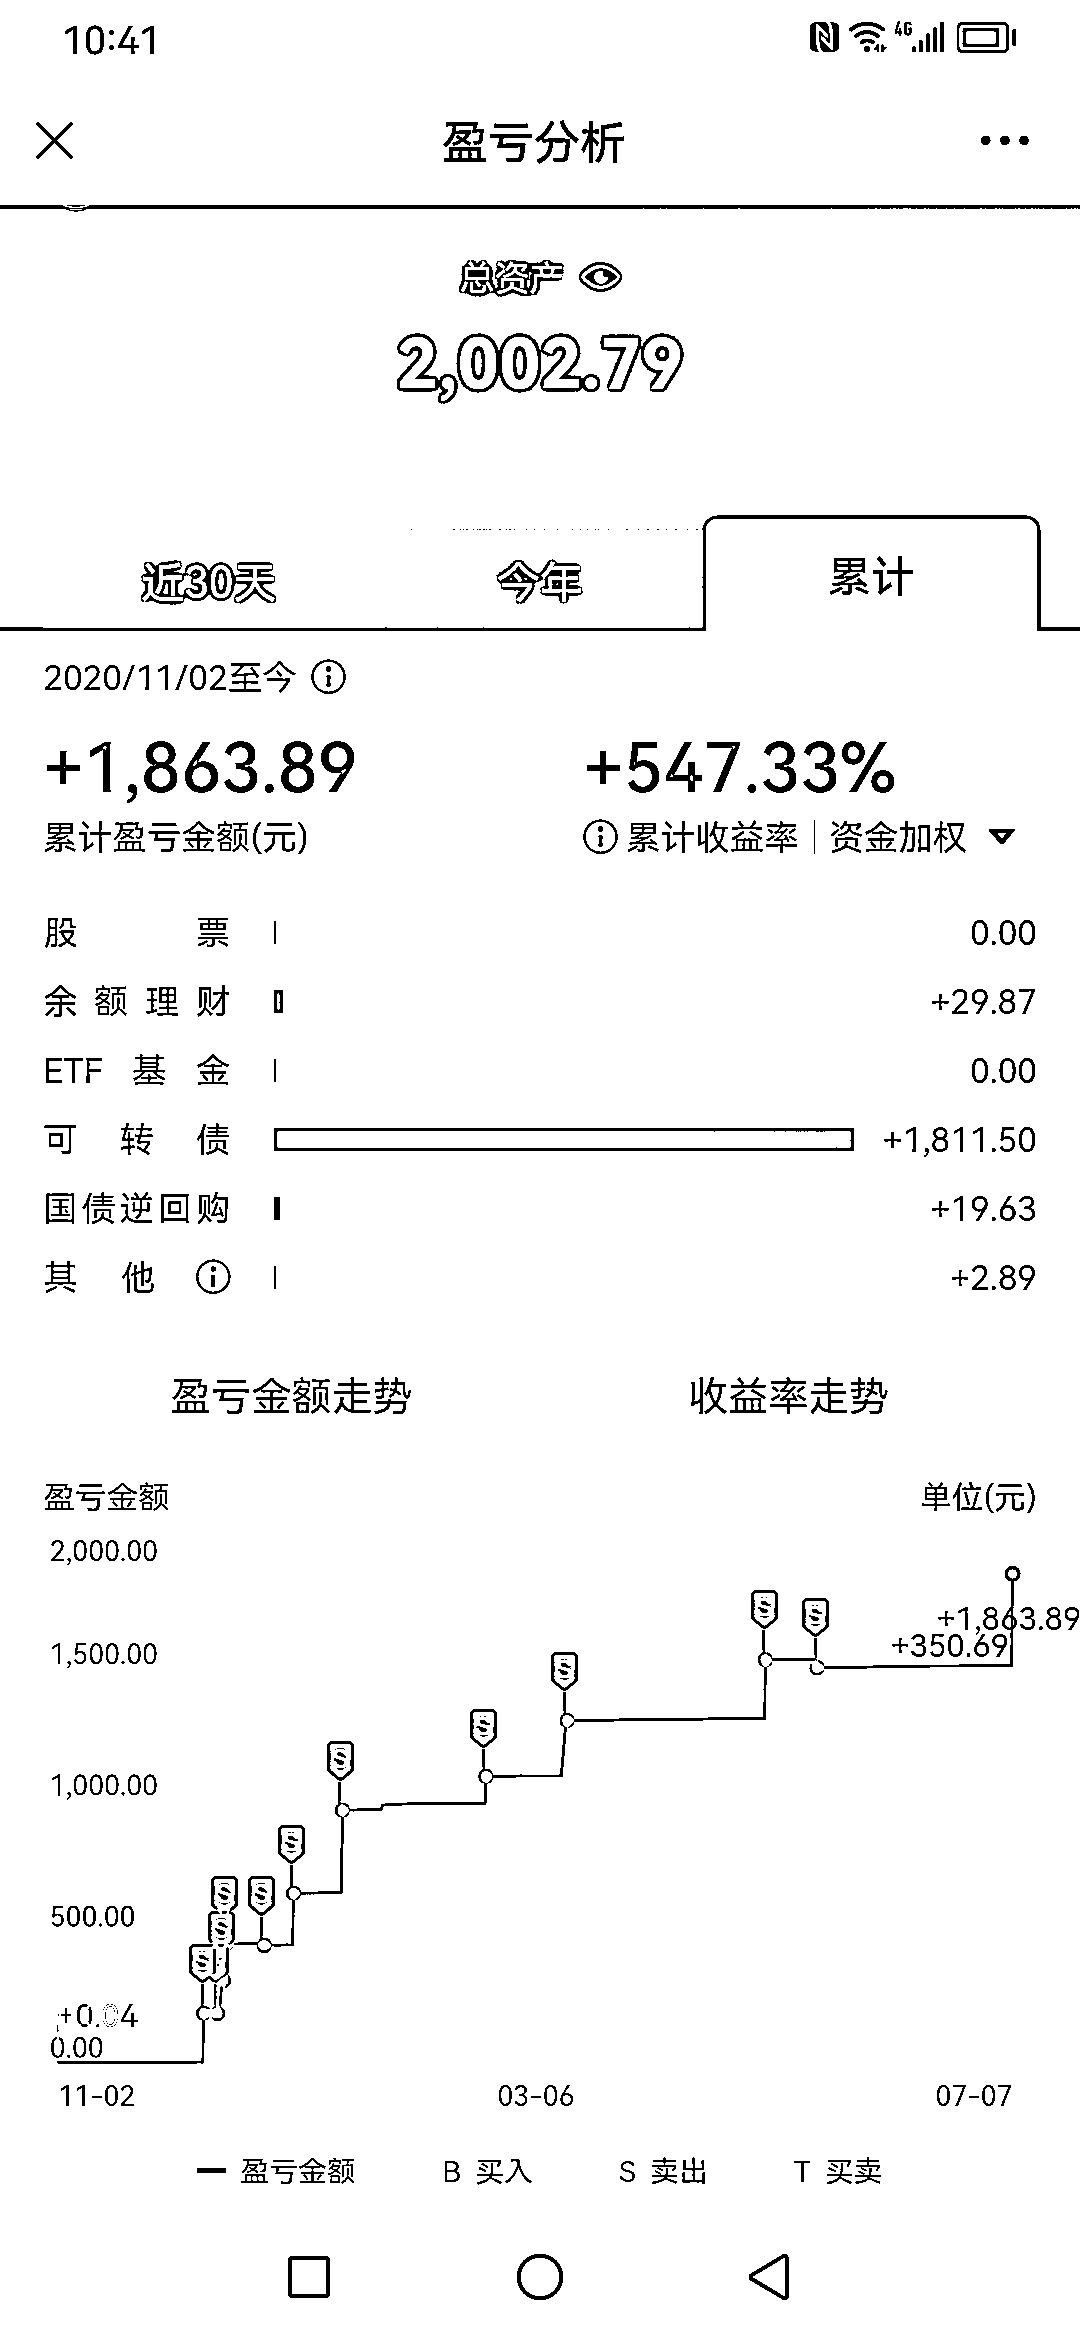 10:41
4G
盈亏分析
总资产
2,002.79
近30天
今年
累计
2020/11/02至今
+1,863.89
+547.33%
累计盈亏金额(元)
累计收益率|资金加权
股票 0.00
余额理财 +29.87
ETF基金 0.00
可转债 +1,811.50
国债逆回购 +19.63
其他 +2.89
盈亏金额走势
收益率走势
盈亏金额
单位(元)
2,000.00
S
S
+1,863.89
+350.69
1,500.00
S
S
S
1,000.00
S
S
S
500.00
S
S
+0.04
0.00
11-02
03-06
07-07
盈亏金额
B 买入
S 卖出
T 买卖